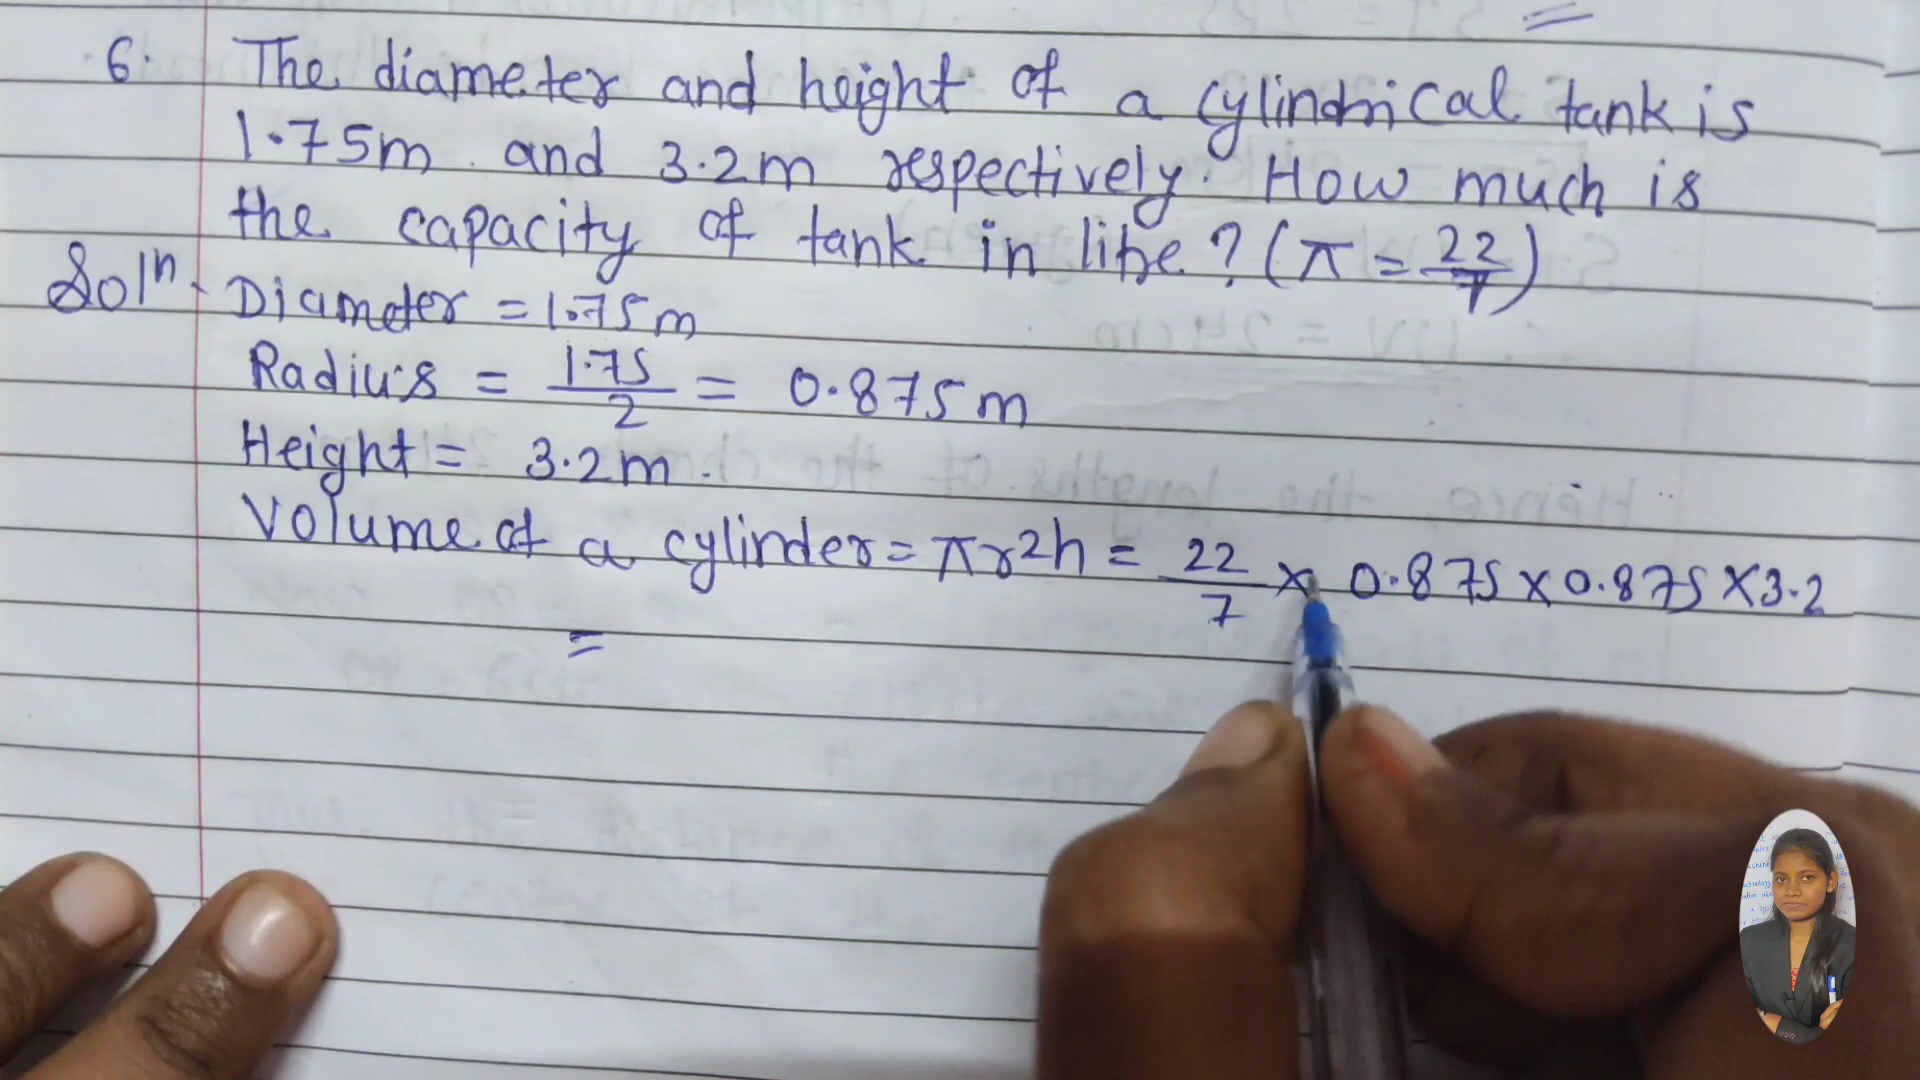 6. The diameter and height of a cylindrical tank is
1.75m and 3.2m respectively. How much is
the capacity of tank in litre? (π = 22/7)
Solⁿ. Diameter = 1.75m
Radius = 1.75/2 = 0.875m
Height = 3.2m.
Volume of a cylinder = πr²h = 22/7 × 0.875 × 0.875 × 3.2
=